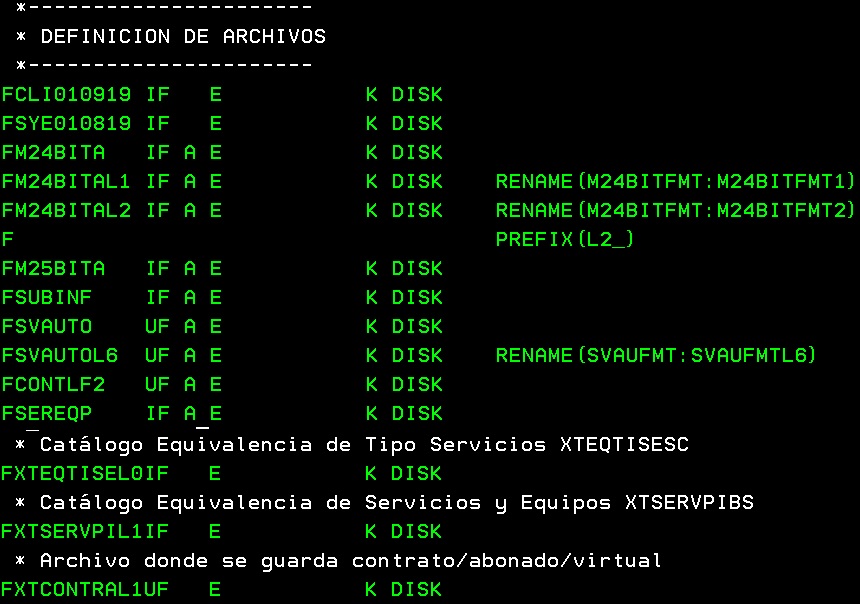 *----------------------
* DEFINICION DE ARCHIVOS
*----------------------
FCLI010919 IF   E           K DISK
FSYE010819 IF   E           K DISK
FM24BITA   IF A E           K DISK
FM24BITAL1 IF A E           K DISK    RENAME(M24BITFMT:M24BITFMT1)
FM24BITAL2 IF A E           K DISK    RENAME(M24BITFMT:M24BITFMT2)
F                                     PREFIX(L2_)
FM25BITA   IF A E           K DISK
FSUBINF    IF A E           K DISK
FSVAUTO    UF A E           K DISK
FSVAUTOL6  UF A E           K DISK    RENAME(SVAUFMT:SVAUFMTL6)
FCONTLF2   UF A E           K DISK
FSEREQP    IF A E           K DISK
* Catálogo Equivalencia de Tipo Servicios XTEQTISESC
FXTEQTISEL0IF   E           K DISK
* Catálogo Equivalencia de Servicios y Equipos XTSERVPIBS
FXTSERVPIL1IF   E           K DISK
* Archivo donde se guarda contrato/abonado/virtual
FXTCONTRAL1UF   E           K DISK